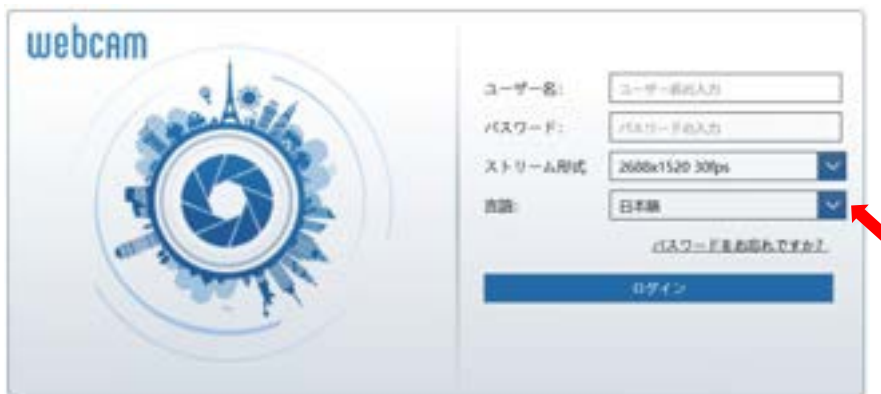 webcam
ユーザー名:
ユーザー名の入力
パスワード:
パスワードの入力
ストリーム形式
2688x1520 30fps
言語:
日本語
パスワードをお忘れですか?
ログイン